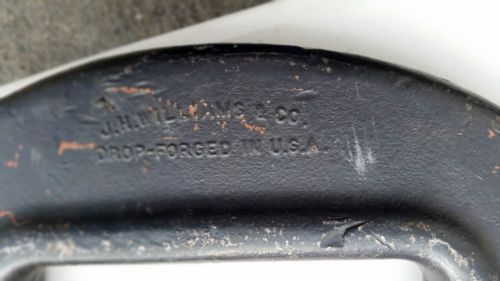 J.H.WILLIAMS & CO.
DROP-FORGED IN U.S.A.